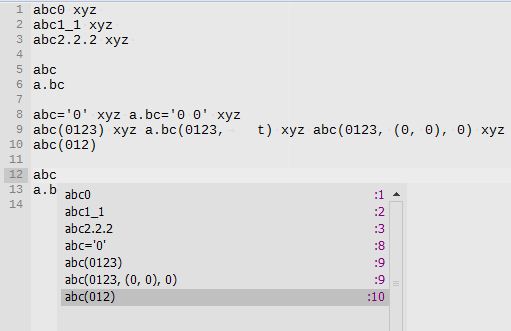 1 abc0 xyz
2 abc1_1 xyz
3 abc2.2.2 xyz
4
5 abc
6 a.bc
7
8 abc='0' xyz a.bc='0 0' xyz
9 abc(0123) xyz a.bc(0123, t) xyz abc(0123, (0, 0), 0) xyz
10 abc(012)
11
12 abc
13 a.b
14
abc0 :1
abc1_1 :2
abc2.2.2 :3
abc='0' :8
abc(0123) :9
abc(0123, (0, 0), 0) :9
abc(012) :10